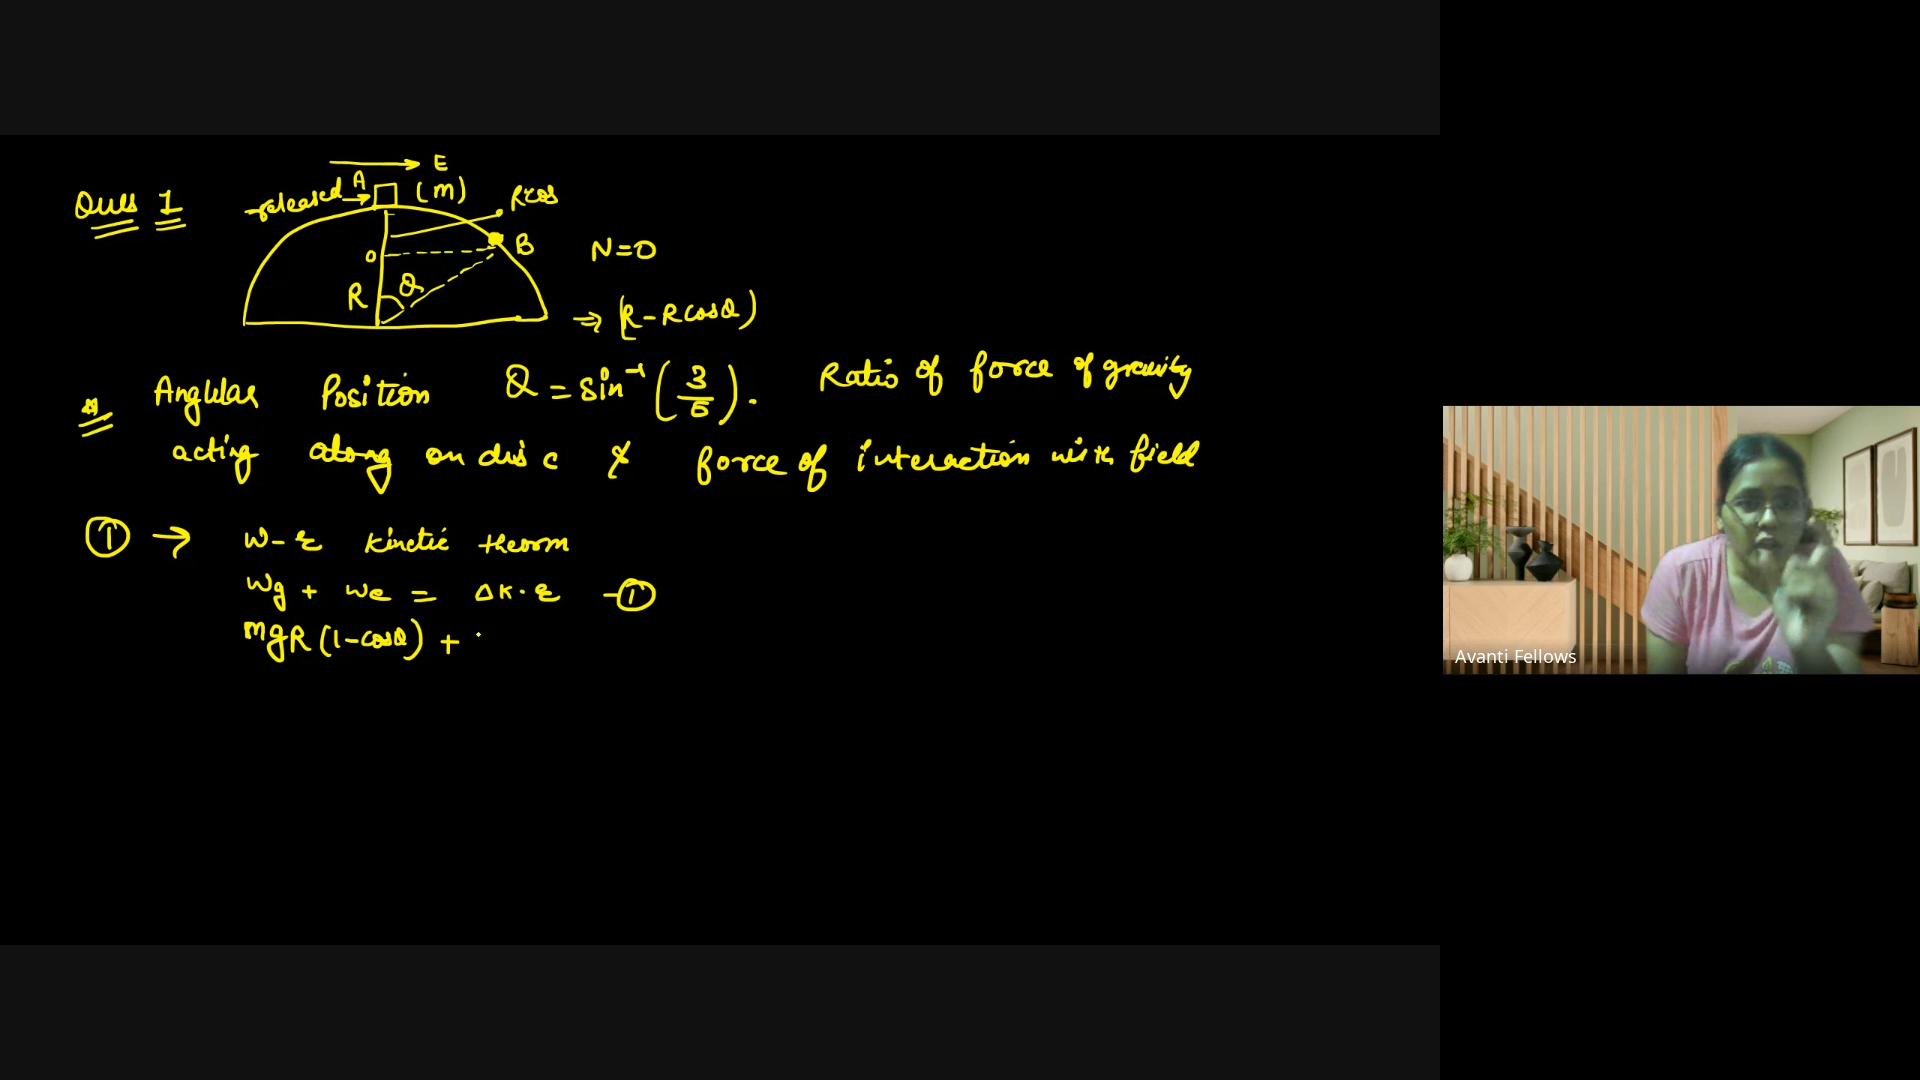 E
Ques 1
released → A (m)
Rcos
O
B
N=0
R
θ
⇒ (R-Rcosθ)
Angular Position θ = sin⁻¹(3/5). Ratio of force of gravity
acting along on disc & force of interaction with field
① → W-E kinetic theorm
Wg + We = ΔK.E -①
mgR(1-cosθ) +
Avanti Fellows